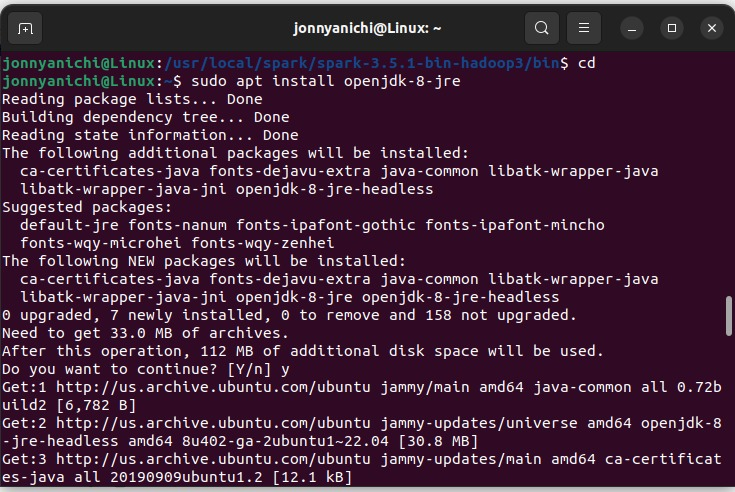 jonnyanichi@Linux: ~
jonnyanichi@Linux:/usr/local/spark/spark-3.5.1-bin-hadoop3/bin$ cd
jonnyanichi@Linux:~$ sudo apt install openjdk-8-jre
Reading package lists... Done
Building dependency tree... Done
Reading state information... Done
The following additional packages will be installed:
  ca-certificates-java fonts-dejavu-extra java-common libatk-wrapper-java
  libatk-wrapper-java-jni openjdk-8-jre-headless
Suggested packages:
  default-jre fonts-nanum fonts-ipafont-gothic fonts-ipafont-mincho
  fonts-wqy-microhei fonts-wqy-zenhei
The following NEW packages will be installed:
  ca-certificates-java fonts-dejavu-extra java-common libatk-wrapper-java
  libatk-wrapper-java-jni openjdk-8-jre openjdk-8-jre-headless
0 upgraded, 7 newly installed, 0 to remove and 158 not upgraded.
Need to get 33.0 MB of archives.
After this operation, 112 MB of additional disk space will be used.
Do you want to continue? [Y/n] y
Get:1 http://us.archive.ubuntu.com/ubuntu jammy/main amd64 java-common all 0.72b
uild2 [6,782 B]
Get:2 http://us.archive.ubuntu.com/ubuntu jammy-updates/universe amd64 openjdk-8
-jre-headless amd64 8u402-ga-2ubuntu1~22.04 [30.8 MB]
Get:3 http://us.archive.ubuntu.com/ubuntu jammy-updates/main amd64 ca-certificat
es-java all 20190909ubuntu1.2 [12.1 kB]